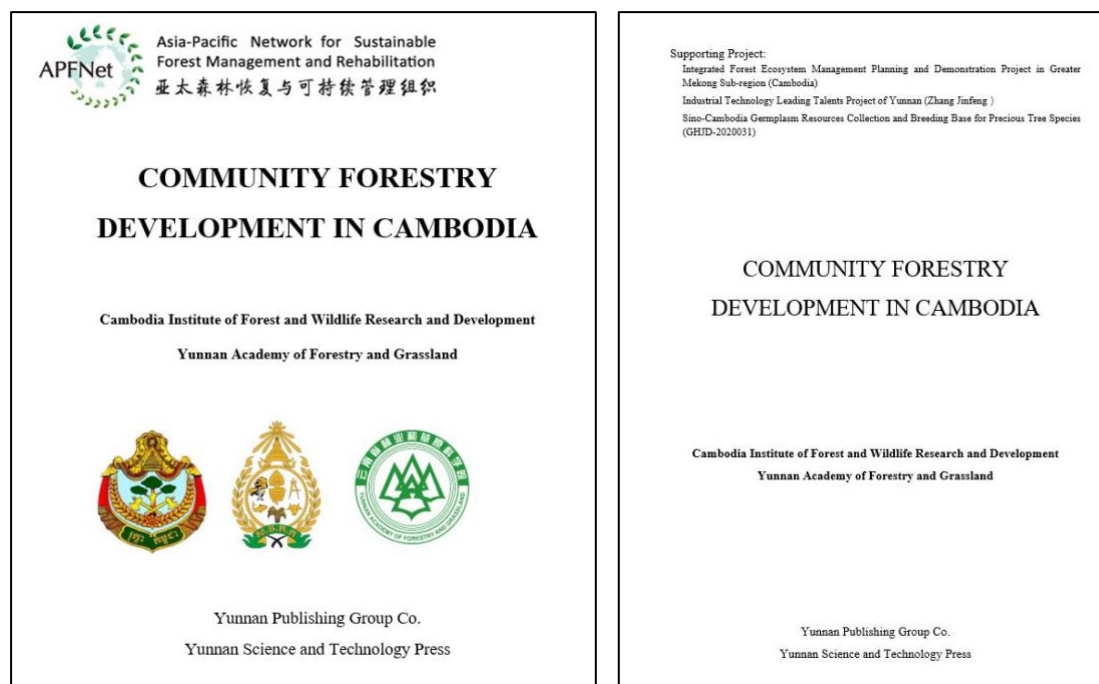 APFNet
Asia-Pacific Network for Sustainable
Forest Management and Rehabilitation
亚太森林恢复与可持续管理组织
COMMUNITY FORESTRY
DEVELOPMENT IN CAMBODIA
Cambodia Institute of Forest and Wildlife Research and Development
Yunnan Academy of Forestry and Grassland
YUNNAN ACADEMY OF FORESTRY AND GRASSLAND
Yunnan Publishing Group Co.
Yunnan Science and Technology Press
Supporting Project:
Integrated Forest Ecosystem Management Planning and Demonstration Project in Greater
Mekong Sub-region (Cambodia)
Industrial Technology Leading Talents Project of Yunnan (Zhang Jinfeng )
Sino-Cambodia Germplasm Resources Collection and Breeding Base for Precious Tree Species
(GHJD-2020031)
COMMUNITY FORESTRY
DEVELOPMENT IN CAMBODIA
Cambodia Institute of Forest and Wildlife Research and Development
Yunnan Academy of Forestry and Grassland
Yunnan Publishing Group Co.
Yunnan Science and Technology Press